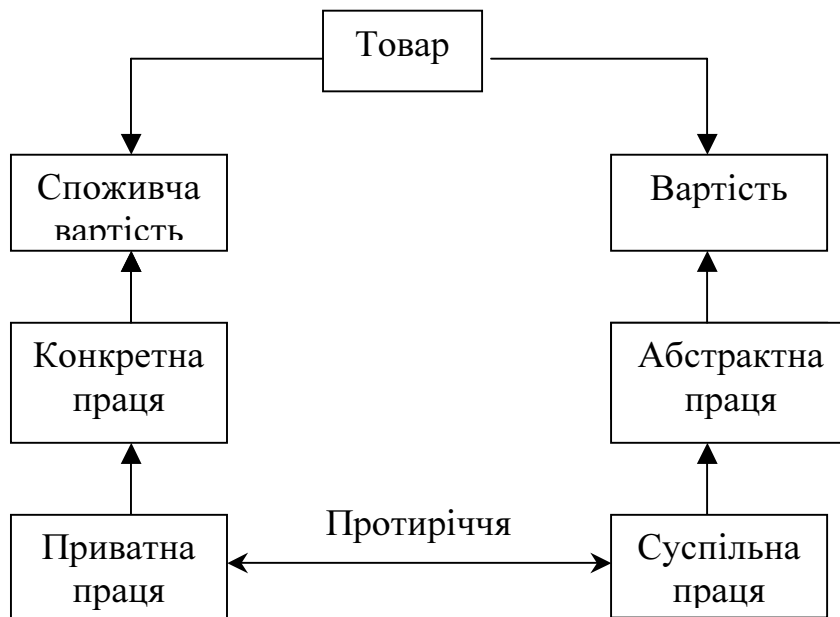 Товар
Споживча
вартість
Вартість
Конкретна
праця
Абстрактна
праця
Протиріччя
Приватна
праця
Суспільна
праця